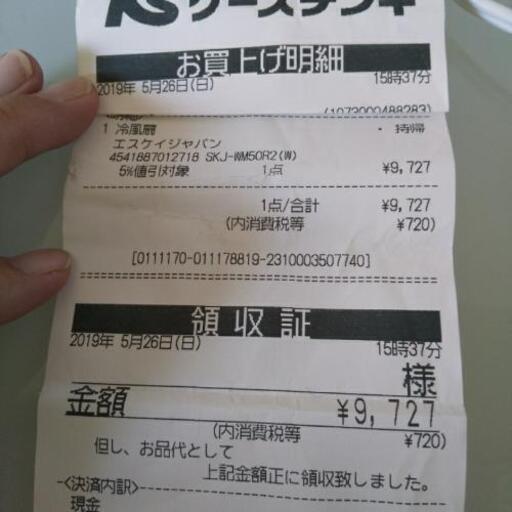 ケーズデンキ
お買上げ明細
2019年 5月26日(日) 15時37分
(1073000488283)
1 冷風扇 ・ 持帰
エスケイジャパン
4541887012718 SKJ-WM50R2(W)
5%値引対象 1点 ¥9,727
1点/合計 ¥9,727
(内消費税等 ¥720)
[0111170-011178819-2310003507740]
領収証
2019年 5月26日(日) 15時37分
様
金額 ¥9,727
(内消費税等 ¥720)
但し、お品代として
上記金額正に領収致しました。
-<決済内訳>-
現金